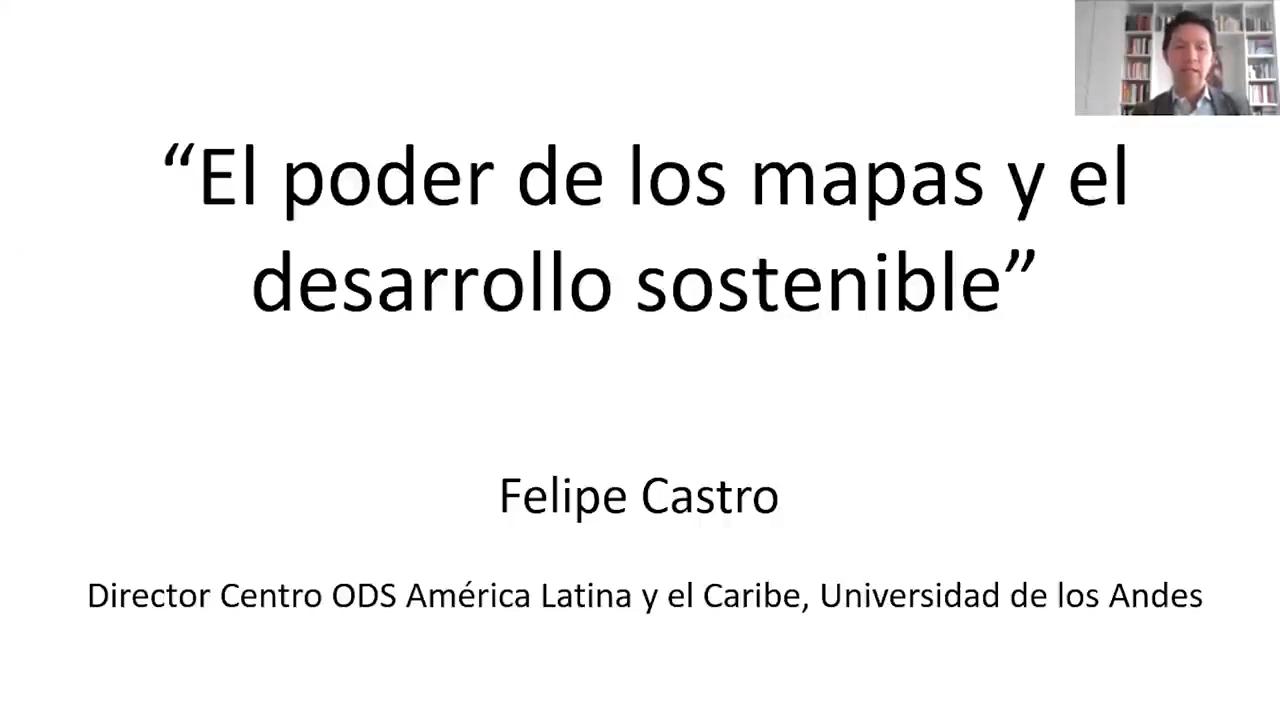 “El poder de los mapas y el
desarrollo sostenible”
Felipe Castro
Director Centro ODS América Latina y el Caribe, Universidad de los Andes